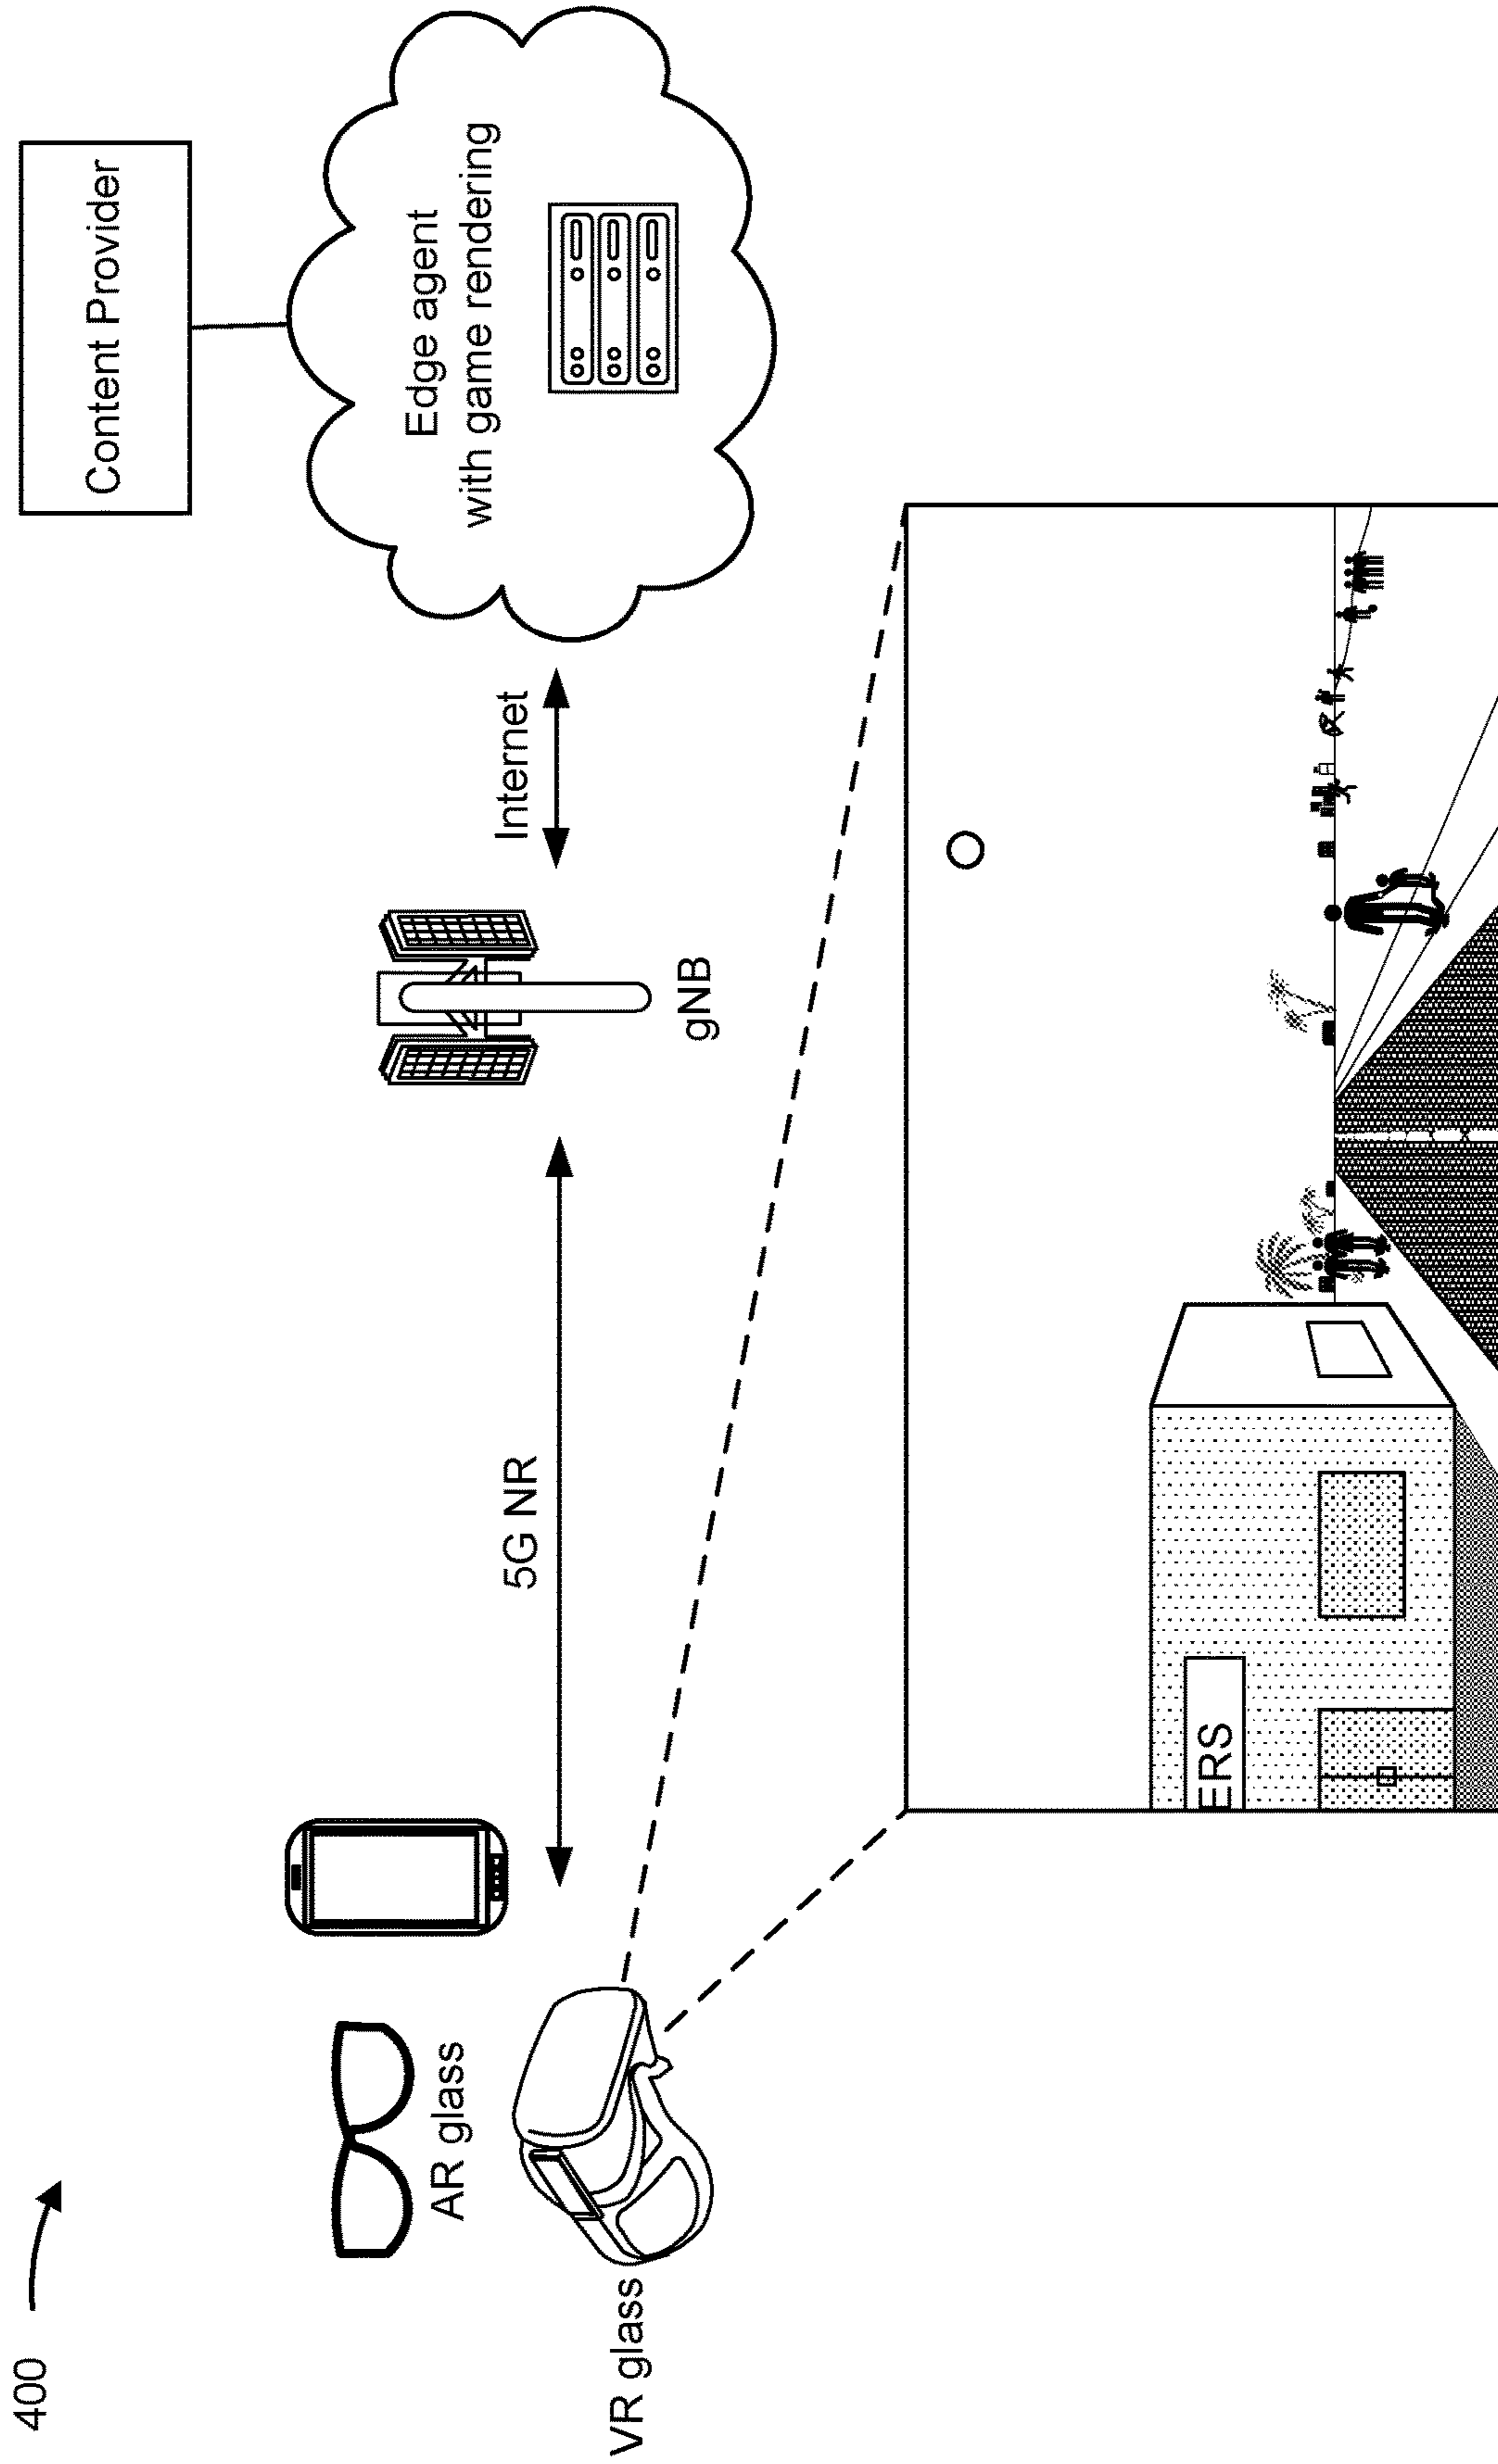 400
Content Provider
Edge agent
with game rendering
Internet
gNB
5G NR
AR glass
VR glass
ERS